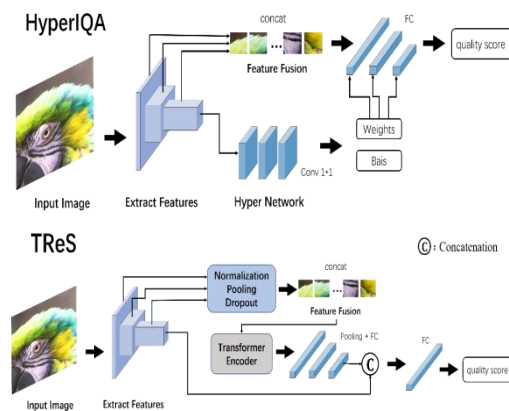 HyperIQA
concat
FC
quality score
Feature Fusion
Weights
Bais
Conv 1*1
Input Image
Extract Features
Hyper Network
TReS
Ⓒ: Concatenation
Normalization
Pooling
Dropout
concat
Feature Fusion
Pooling + FC
Transformer
Encoder
C
FC
quality score
Input Image
Extract Features